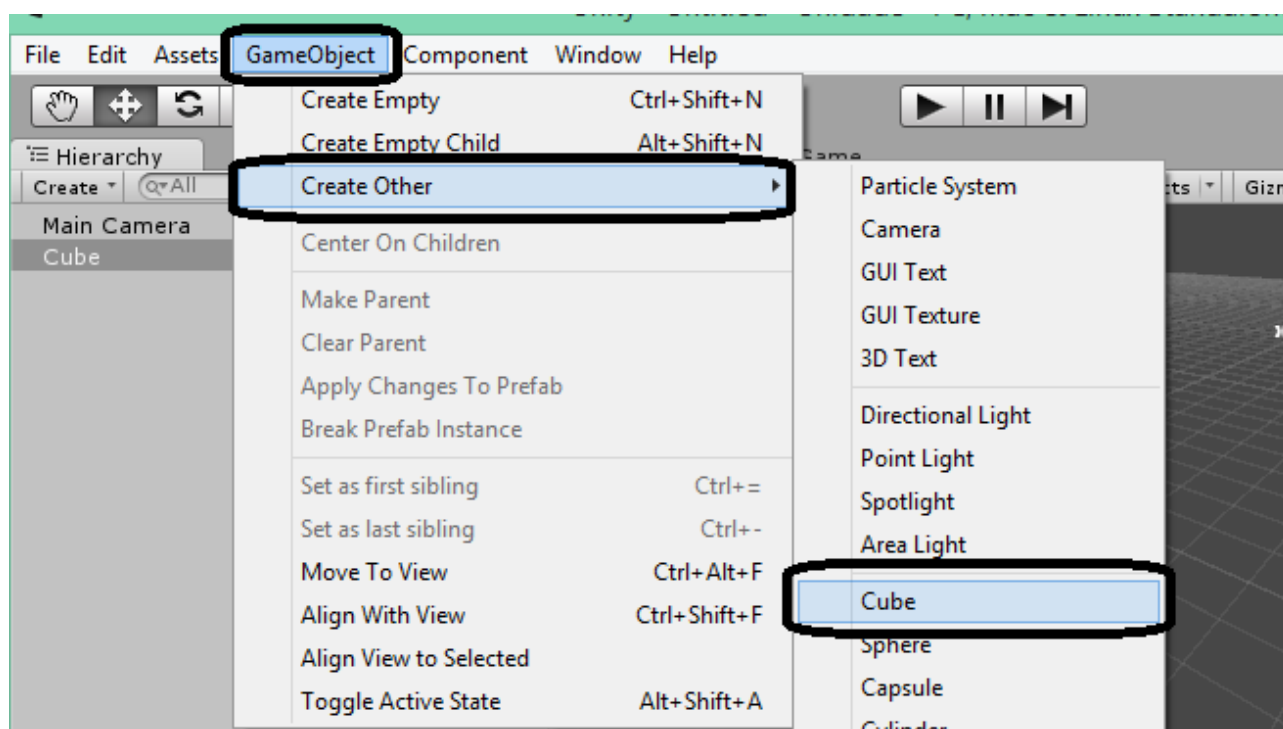 File Edit Assets GameObject Component Window Help
Create Empty Ctrl+Shift+N
Create Empty Child Alt+Shift+N
Hierarchy
Create All
Create Other
Main Camera
Cube
Center On Children
Make Parent
Clear Parent
Apply Changes To Prefab
Break Prefab Instance
Set as first sibling Ctrl+=
Set as last sibling Ctrl+-
Move To View Ctrl+Alt+F
Align With View Ctrl+Shift+F
Align View to Selected
Toggle Active State Alt+Shift+A
Particle System
Camera
GUI Text
GUI Texture
3D Text
Directional Light
Point Light
Spotlight
Area Light
Cube
Sphere
Capsule
Cylinder